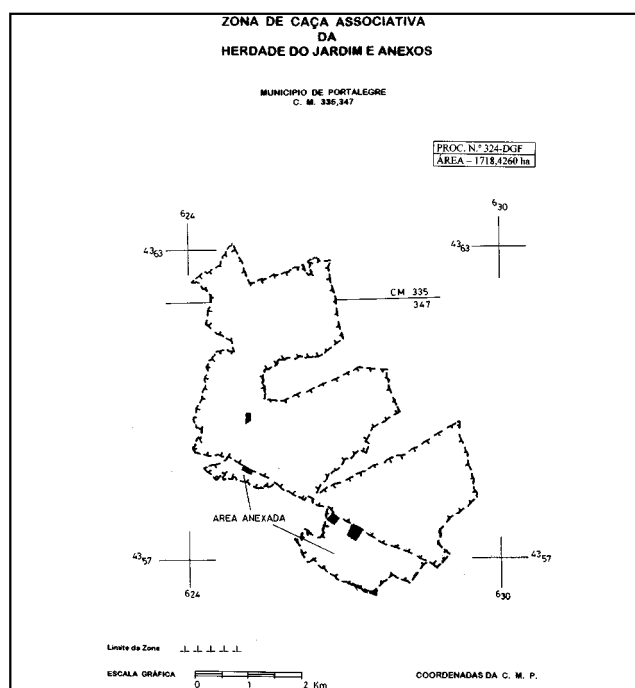 ZONA DE CAÇA ASSOCIATIVA
DA
HERDADE DO JARDIM E ANEXOS
MUNICIPIO DE PORTALEGRE
C. M. 335,347
PROC. N.º 324-DGF
ÁREA – 1718,4260 ha
624
630
4363
4363
CM 335
347
AREA ANEXADA
4357
4357
624
630
Limite da Zona
ESCALA GRÁFICA
0 1 2 Km
COORDENADAS DA C. M. P.